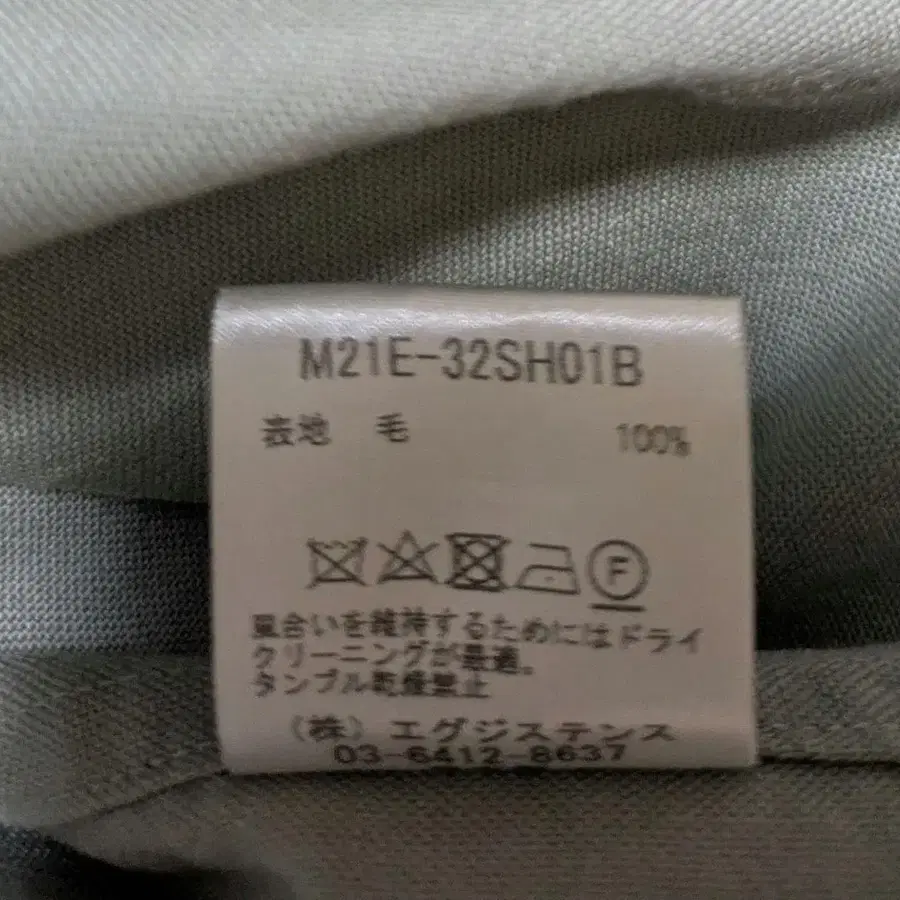 M21E-32SH01B
表地 毛 100%
F
風合いを維持するためにはドライ
クリーニングが最適。
タンブル乾燥禁止
(株) エグジステンス
03-6412-8637